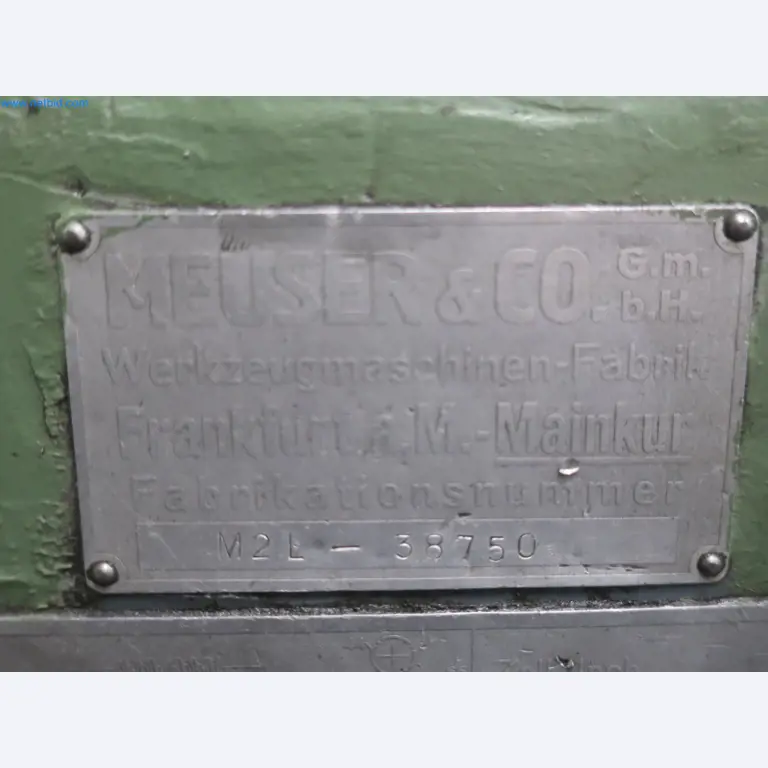 MEUSER & CO. G.m.b.H.
Werkzeugmaschinen-Fabrik
Frankfurt a.M.-Mainkur
Fabrikationsnummer
M2L - 38750